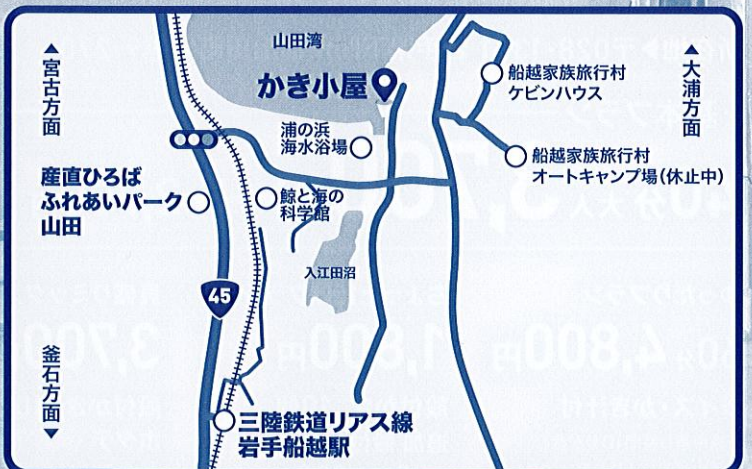 ▲宮古方面
山田湾
かき小屋
船越家族旅行村
ケビンハウス
▲大浦方面
浦の浜
海水浴場
船越家族旅行村
オートキャンプ場(休止中)
産直ひろば
ふれあいパーク
山田
鯨と海の
科学館
入江田沼
45
釜石方面▼
三陸鉄道リアス線
岩手船越駅